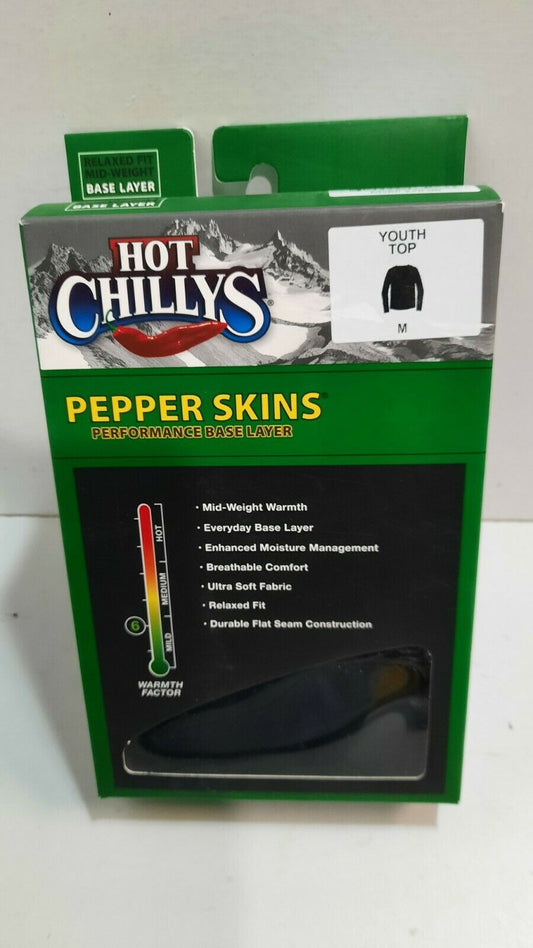 RELAXED FIT
MID-WEIGHT
BASE LAYER
BASE LAYER
HOT
CHILLYS®
YOUTH
TOP
M
PEPPER SKINS®
PERFORMANCE BASE LAYER
• Mid-Weight Warmth
• Everyday Base Layer
• Enhanced Moisture Management
• Breathable Comfort
• Ultra Soft Fabric
• Relaxed Fit
• Durable Flat Seam Construction
HOT
MEDIUM
MILD
6
WARMTH
FACTOR